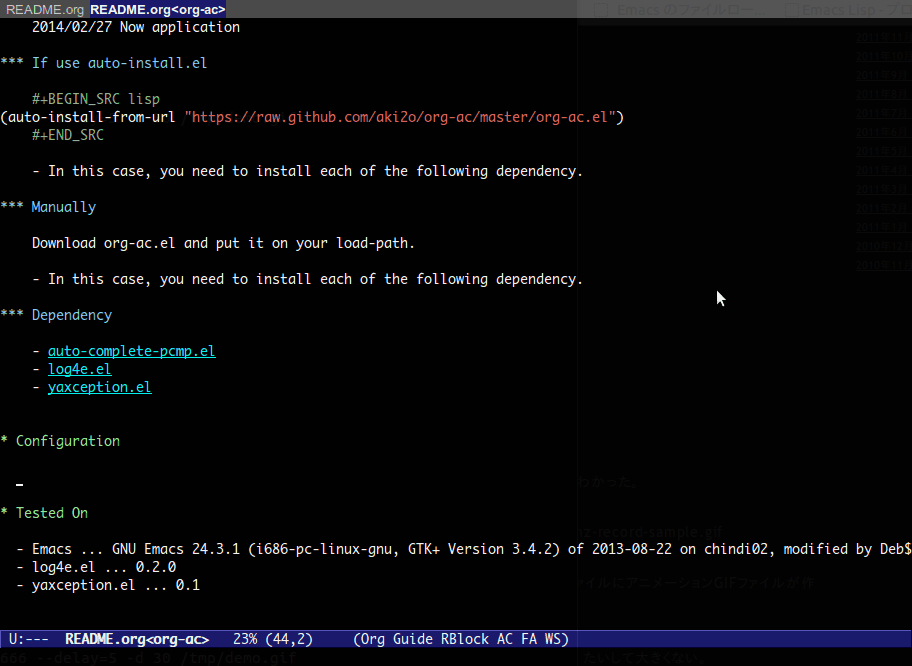 README.org README.org<org-ac>
2014/02/27 Now application
*** If use auto-install.el
#+BEGIN_SRC lisp
(auto-install-from-url "https://raw.github.com/aki2o/org-ac/master/org-ac.el")
#+END_SRC
- In this case, you need to install each of the following dependency.
*** Manually
Download org-ac.el and put it on your load-path.
- In this case, you need to install each of the following dependency.
*** Dependency
- auto-complete-pcmp.el
- log4e.el
- yaxception.el
* Configuration
* Tested On
- Emacs ... GNU Emacs 24.3.1 (i686-pc-linux-gnu, GTK+ Version 3.4.2) of 2013-08-22 on chindi02, modified by Deb$
- log4e.el ... 0.2.0
- yaxception.el ... 0.1
U:--- README.org<org-ac> 23% (44,2) (Org Guide RBlock AC FA WS)